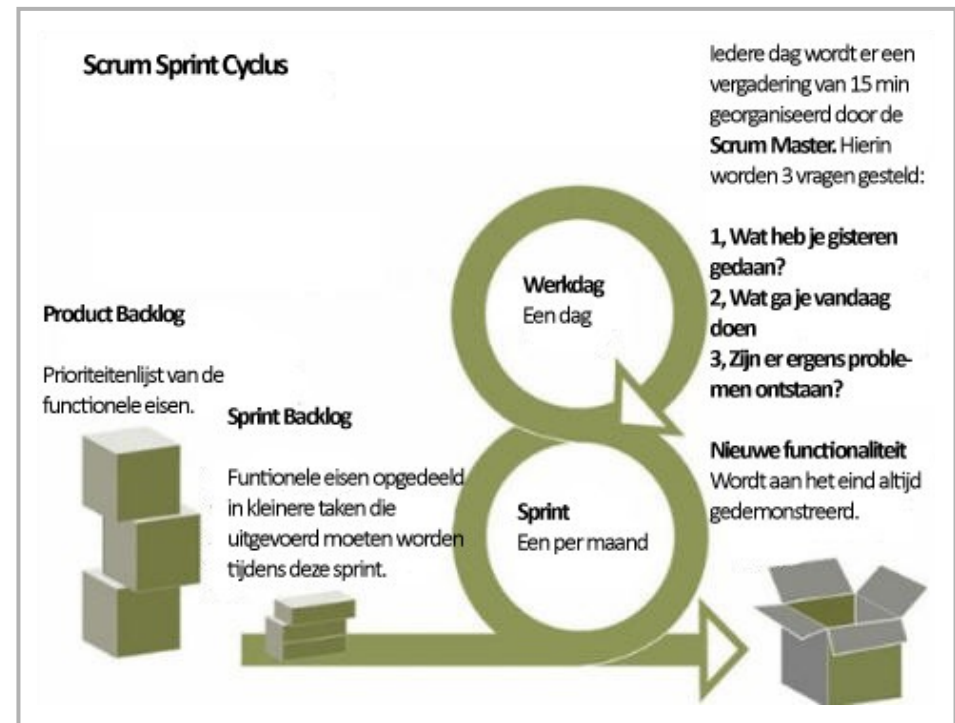 Scrum Sprint Cyclus
Iedere dag wordt er een
vergadering van 15 min
georganiseerd door de
Scrum Master. Hierin
worden 3 vragen gesteld:
1, Wat heb je gisteren
gedaan?
2, Wat ga je vandaag
doen
3, Zijn er ergens proble-
men ontstaan?
Werkdag
Een dag
Product Backlog
Prioriteitenlijst van de
functionele eisen.
Sprint Backlog
Funtionele eisen opgedeeld
in kleinere taken die
uitgevoerd moeten worden
tijdens deze sprint.
Sprint
Een per maand
Nieuwe functionaliteit
Wordt aan het eind altijd
gedemonstreerd.